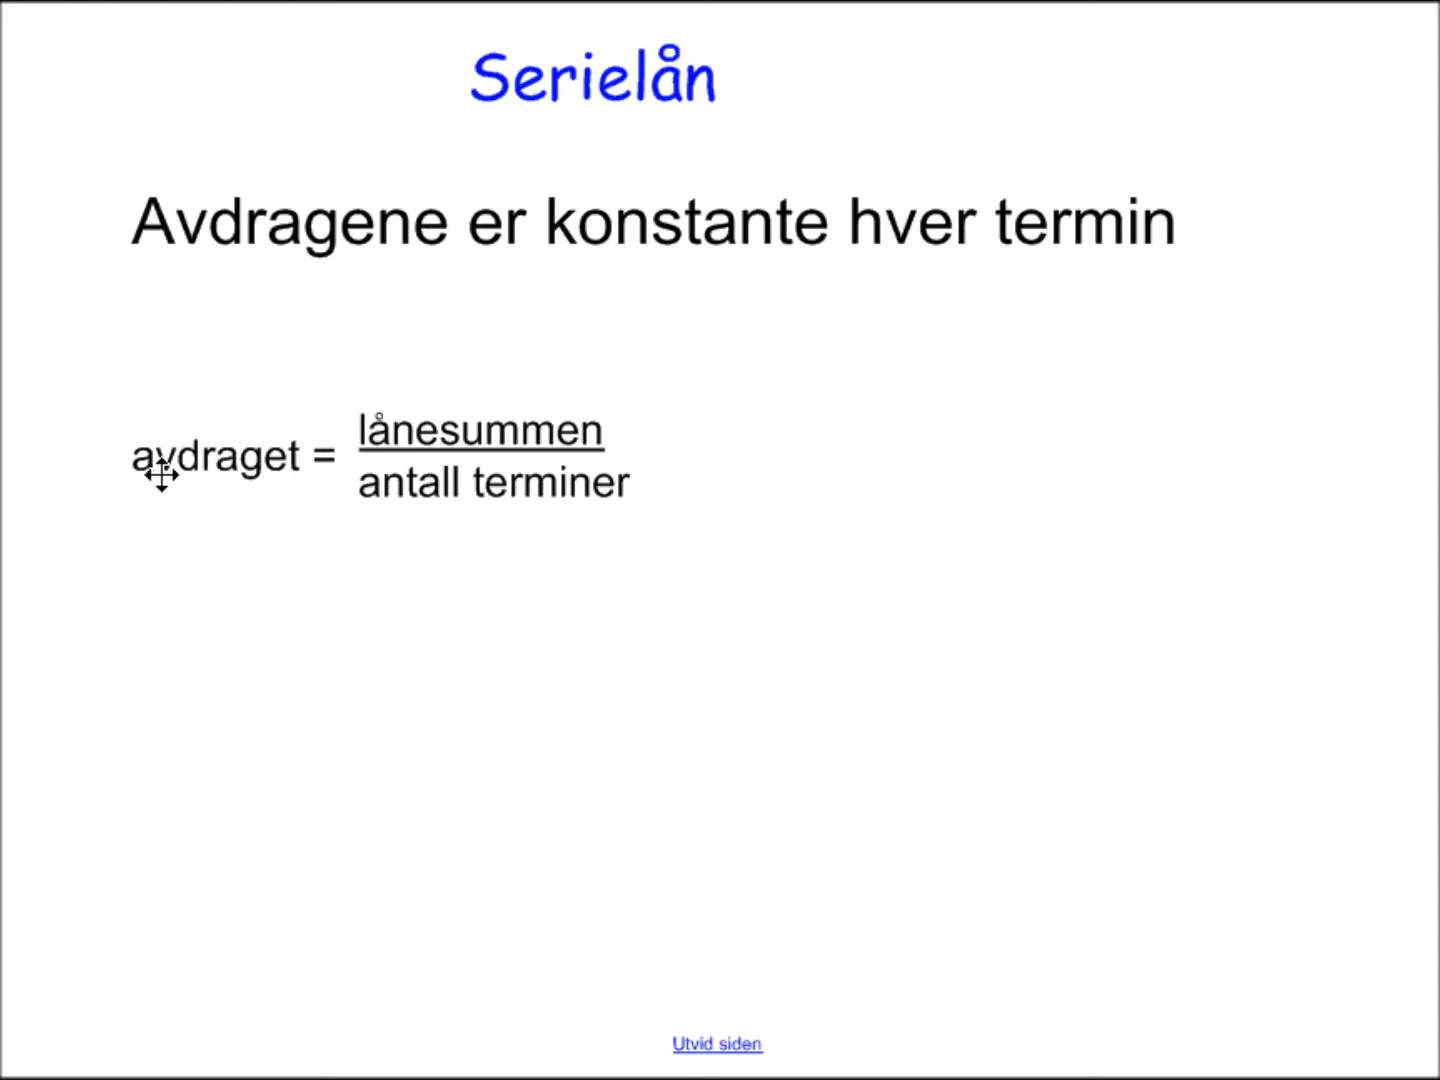 Serielån
Avdragene er konstante hver termin
avdraget = lånesummen
antall terminer
Utvid siden